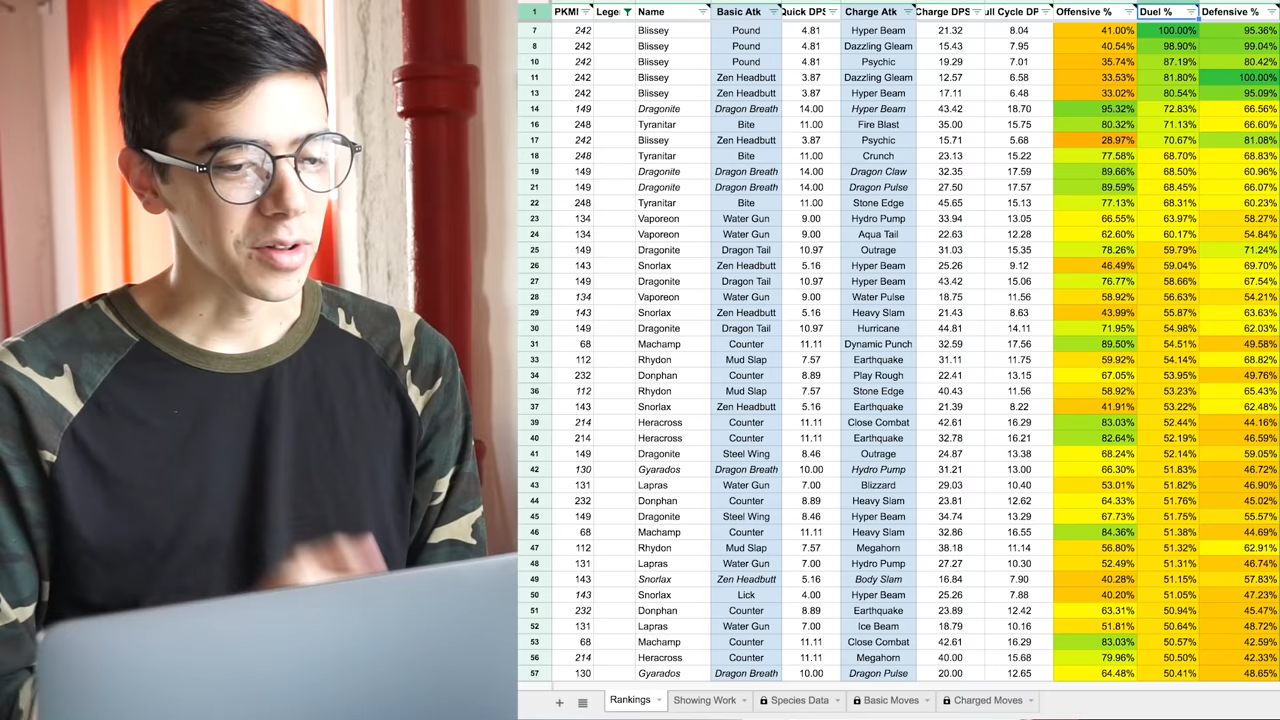 1 PKM! Lege Name Basic Atk Quick DPS Charge Atk Charge DPS ull Cycle DP Offensive % Duel % Defensive %
7 242 Blissey Pound 4.81 Hyper Beam 21.32 8.04 41.00% 100.00% 95.36%
8 242 Blissey Pound 4.81 Dazzling Gleam 15.43 7.95 40.54% 98.90% 99.04%
10 242 Blissey Pound 4.81 Psychic 19.29 7.01 35.74% 87.19% 80.42%
11 242 Blissey Zen Headbutt 3.87 Dazzling Gleam 12.57 6.58 33.53% 81.80% 100.00%
13 242 Blissey Zen Headbutt 3.87 Hyper Beam 17.11 6.48 33.02% 80.54% 95.09%
14 149 Dragonite Dragon Breath 14.00 Hyper Beam 43.42 18.70 95.32% 72.83% 66.56%
16 248 Tyranitar Bite 11.00 Fire Blast 35.00 15.75 80.32% 71.13% 66.60%
17 242 Blissey Zen Headbutt 3.87 Psychic 15.71 5.68 28.97% 70.67% 81.08%
18 248 Tyranitar Bite 11.00 Crunch 23.13 15.22 77.58% 68.70% 68.83%
19 149 Dragonite Dragon Breath 14.00 Dragon Claw 32.35 17.59 89.66% 68.50% 60.96%
21 149 Dragonite Dragon Breath 14.00 Dragon Pulse 27.50 17.57 89.59% 68.45% 66.07%
22 248 Tyranitar Bite 11.00 Stone Edge 45.65 15.13 77.13% 68.31% 60.23%
23 134 Vaporeon Water Gun 9.00 Hydro Pump 33.94 13.05 66.55% 63.97% 58.27%
24 134 Vaporeon Water Gun 9.00 Aqua Tail 22.63 12.28 62.60% 60.17% 54.84%
25 149 Dragonite Dragon Tail 10.97 Outrage 31.03 15.35 78.26% 59.79% 71.24%
26 143 Snorlax Zen Headbutt 5.16 Hyper Beam 25.26 9.12 46.49% 59.04% 69.70%
27 149 Dragonite Dragon Tail 10.97 Hyper Beam 43.42 15.06 76.77% 58.66% 67.54%
28 134 Vaporeon Water Gun 9.00 Water Pulse 18.75 11.56 58.92% 56.63% 54.21%
29 143 Snorlax Zen Headbutt 5.16 Heavy Slam 21.43 8.63 43.99% 55.87% 63.63%
30 149 Dragonite Dragon Tail 10.97 Hurricane 44.81 14.11 71.95% 54.98% 62.03%
31 68 Machamp Counter 11.11 Dynamic Punch 32.59 17.56 89.50% 54.51% 49.58%
33 112 Rhydon Mud Slap 7.57 Earthquake 31.11 11.75 59.92% 54.14% 68.82%
34 232 Donphan Counter 8.89 Play Rough 22.41 13.15 67.05% 53.95% 49.76%
36 112 Rhydon Mud Slap 7.57 Stone Edge 40.43 11.56 58.92% 53.23% 65.43%
37 143 Snorlax Zen Headbutt 5.16 Earthquake 21.39 8.22 41.91% 53.22% 62.48%
39 214 Heracross Counter 11.11 Close Combat 42.61 16.29 83.03% 52.44% 44.16%
40 214 Heracross Counter 11.11 Earthquake 32.78 16.21 82.64% 52.19% 46.59%
41 149 Dragonite Steel Wing 8.46 Outrage 24.87 13.38 68.24% 52.14% 59.05%
42 130 Gyarados Dragon Breath 10.00 Hydro Pump 31.21 13.00 66.30% 51.83% 46.72%
43 131 Lapras Water Gun 7.00 Blizzard 29.03 10.40 53.01% 51.82% 46.90%
44 232 Donphan Counter 8.89 Heavy Slam 23.81 12.62 64.33% 51.76% 45.02%
45 149 Dragonite Steel Wing 8.46 Hyper Beam 34.74 13.29 67.73% 51.75% 55.57%
46 68 Machamp Counter 11.11 Heavy Slam 32.86 16.55 84.36% 51.38% 44.69%
47 112 Rhydon Mud Slap 7.57 Megahorn 38.18 11.14 56.80% 51.32% 62.91%
48 131 Lapras Water Gun 7.00 Hydro Pump 27.27 10.30 52.49% 51.31% 46.74%
49 143 Snorlax Zen Headbutt 5.16 Body Slam 16.84 7.90 40.28% 51.15% 57.83%
50 143 Snorlax Lick 4.00 Hyper Beam 25.26 7.88 40.20% 51.05% 47.23%
51 232 Donphan Counter 8.89 Earthquake 23.89 12.42 63.31% 50.94% 45.47%
52 131 Lapras Water Gun 7.00 Ice Beam 18.79 10.16 51.81% 50.64% 48.72%
53 68 Machamp Counter 11.11 Close Combat 42.61 16.29 83.03% 50.57% 42.59%
56 214 Heracross Counter 11.11 Megahorn 40.00 15.68 79.96% 50.50% 42.33%
57 130 Gyarados Dragon Breath 10.00 Dragon Pulse 20.00 12.65 64.48% 50.41% 48.65%
Rankings Showing Work Species Data Basic Moves Charged Moves